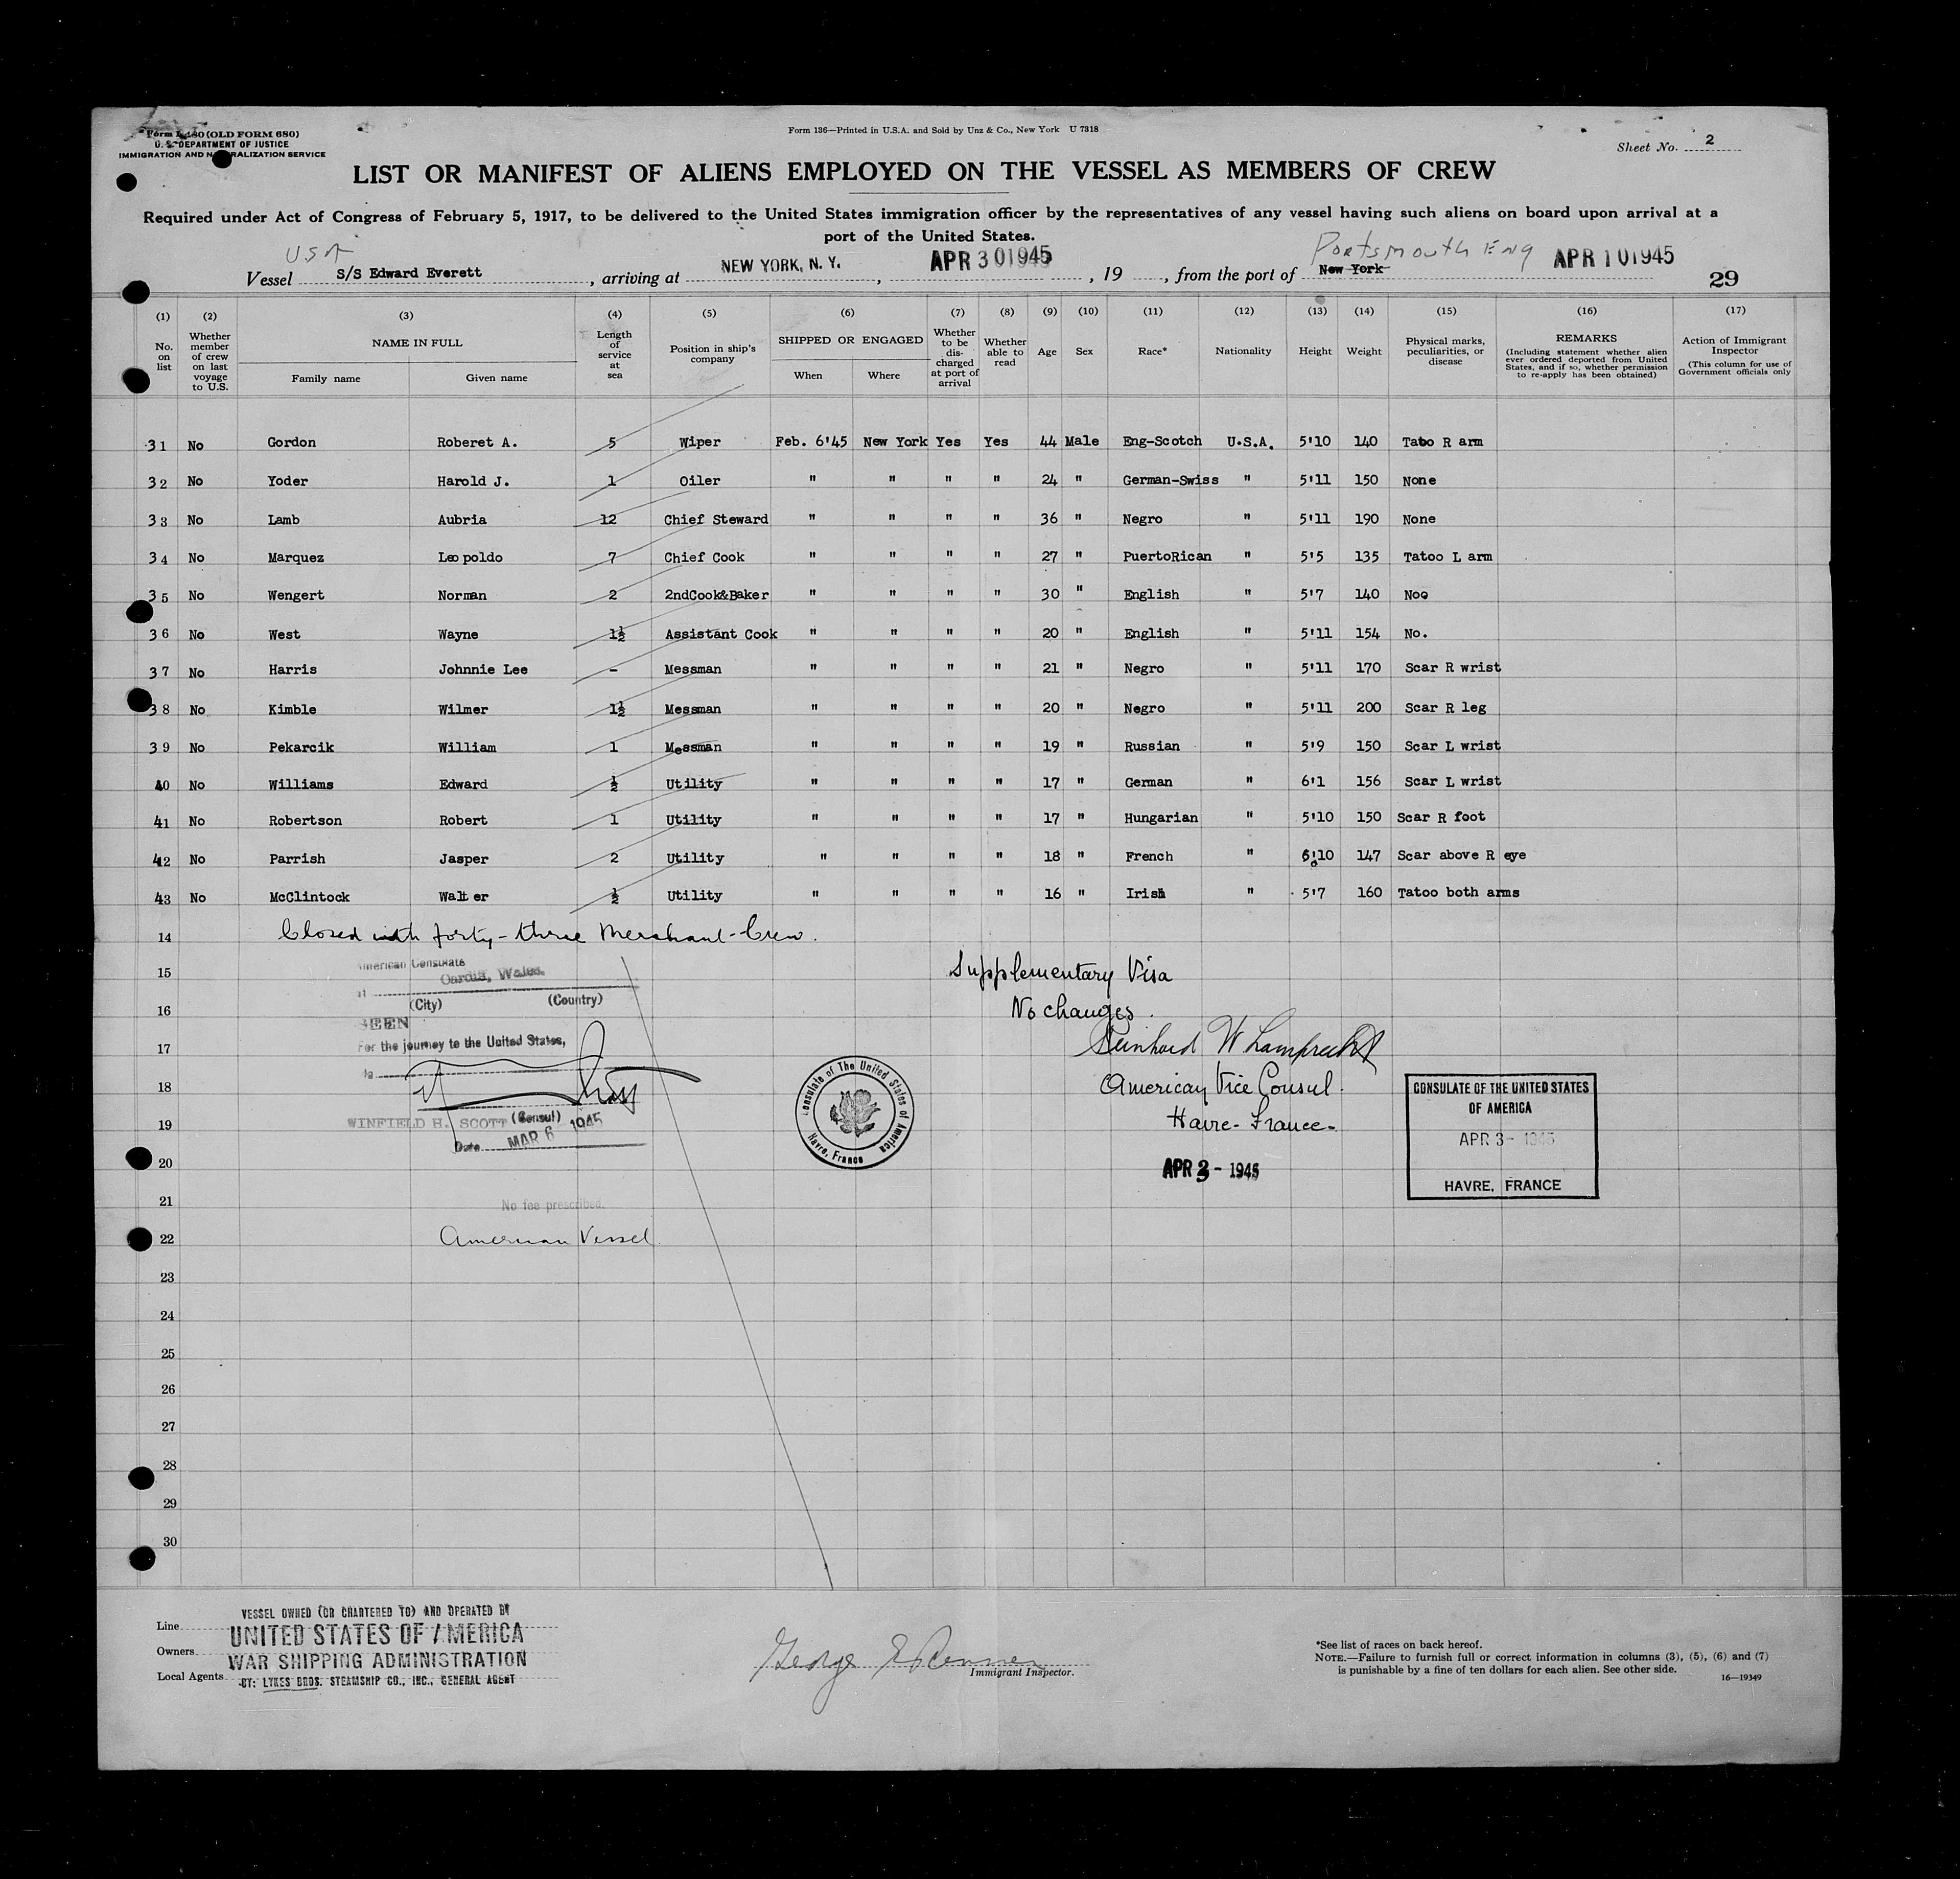 Form I-480 (OLD FORM 680)
U. S. DEPARTMENT OF JUSTICE
IMMIGRATION AND NATURALIZATION SERVICE
Form 136—Printed in U.S.A. and Sold by Unz & Co., New York U 7318
Sheet No. 2
LIST OR MANIFEST OF ALIENS EMPLOYED ON THE VESSEL AS MEMBERS OF CREW
Required under Act of Congress of February 5, 1917, to be delivered to the United States immigration officer by the representatives of any vessel having such aliens on board upon arrival at a
port of the United States.
USA Portsmouth Eng
Vessel S/S Edward Everett, arriving at NEW YORK, N. Y., APR 30 1945, 19, from the port of New York APR 10 1945
29
(1) (2) (3) (4) (5) (6) (7) (8) (9) (10) (11) (12) (13) (14) (15) (16) (17)
No. on list
Whether member of crew on last voyage to U.S.
NAME IN FULL
Family name Given name
Length of service at sea
Position in ship's company
SHIPPED OR ENGAGED
When Where
Whether to be discharged at port of arrival
Whether able to read
Age
Sex
Race*
Nationality
Height
Weight
Physical marks, peculiarities, or disease
REMARKS
(Including statement whether alien ever ordered deported from United States, and if so, whether permission to re-apply has been obtained)
Action of Immigrant Inspector
(This column for use of Government officials only
31 No Gordon Roberet A. 5 Wiper Feb. 6'45 New York Yes Yes 44 Male Eng-Scotch U.S.A. 5'10 140 Tatoo R arm
32 No Yoder Harold J. 1 Oiler " " " " 24 " German-Swiss " 5'11 150 None
33 No Lamb Aubria 12 Chief Steward " " " " 36 " Negro " 5'11 190 None
34 No Marquez Leopoldo 7 Chief Cook " " " " 27 " PuertoRican " 5'5 135 Tatoo L arm
35 No Wengert Norman 2 2ndCook&Baker " " " " 30 " English " 5'7 140 Noo
36 No West Wayne 1½ Assistant Cook " " " " 20 " English " 5'11 154 No.
37 No Harris Johnnie Lee - Messman " " " " 21 " Negro " 5'11 170 Scar R wrist
38 No Kimble Wilmer 1½ Messman " " " " 20 " Negro " 5'11 200 Scar R leg
39 No Pekarcik William 1 Messman " " " " 19 " Russian " 5'9 150 Scar L wrist
40 No Williams Edward ½ Utility " " " " 17 " German " 6'1 156 Scar L wrist
41 No Robertson Robert 1 Utility " " " " 17 " Hungarian " 5'10 150 Scar R foot
42 No Parrish Jasper 2 Utility " " " " 18 " French " 6'10 147 Scar above R eye
43 No McClintock Walter ½ Utility " " " " 16 " Irish " 5'7 160 Tatoo both arms
14 Closed with forty-three Merchant-Crew.
15
16
17
18
19
20
21
22
23
24
25
26
27
28
29
30
American Consulate
at Cardiff, Wales.
(City) (Country)
SEEN
For the journey to the United States,
to
(Consul)
WINFIELD H. SCOTT
Date MAR 6 1945
No fee prescribed.
American Vessel
Consulate of The United States of America
Havre, France
Supplementary Visa
No changes.
Reinhard W Lamprecht
American Vice Consul.
Havre-France-
APR 3 - 1945
CONSULATE OF THE UNITED STATES
OF AMERICA
APR 3 - 1945
HAVRE, FRANCE
Line
Owners
Local Agents
VESSEL OWNED (OR CHARTERED TO) AND OPERATED BY
UNITED STATES OF AMERICA
WAR SHIPPING ADMINISTRATION
BY: LYKES BROS. STEAMSHIP CO., INC., GENERAL AGENT
George E
Immigrant Inspector.
*See list of races on back hereof.
NOTE.—Failure to furnish full or correct information in columns (3), (5), (6) and (7)
is punishable by a fine of ten dollars for each alien. See other side.
16—19349